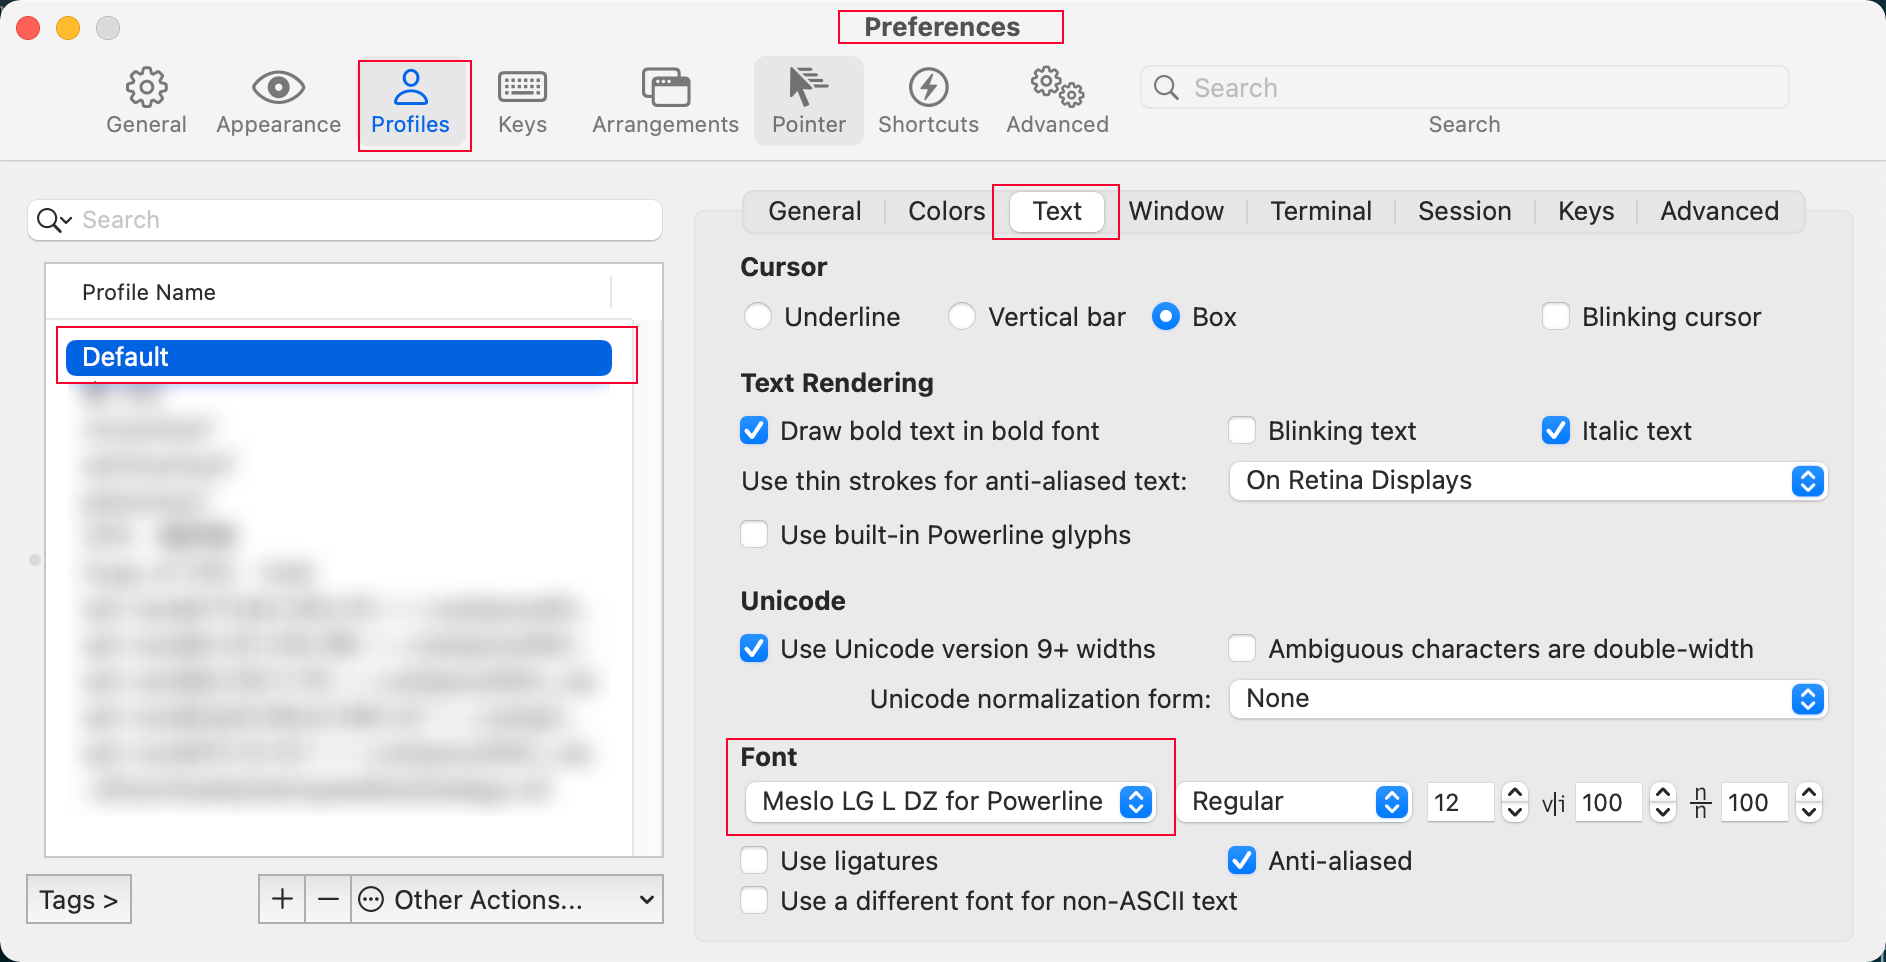 Preferences
General Appearance Profiles Keys Arrangements Pointer Shortcuts Advanced Search
Search
Search
Profile Name
Default
Tags >
+ − Other Actions...
General Colors Text Window Terminal Session Keys Advanced
Cursor
Underline Vertical bar Box Blinking cursor
Text Rendering
Draw bold text in bold font Blinking text Italic text
Use thin strokes for anti-aliased text: On Retina Displays
Use built-in Powerline glyphs
Unicode
Use Unicode version 9+ widths Ambiguous characters are double-width
Unicode normalization form: None
Font
Meslo LG L DZ for Powerline Regular 12 v|i 100 n/n 100
Use ligatures Anti-aliased
Use a different font for non-ASCII text